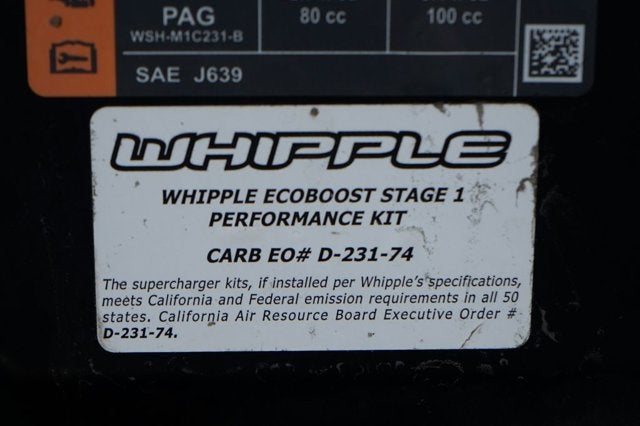 PAG
WSH-M1C231-B
80 cc
100 cc
SAE J639
WHIPPLE
WHIPPLE ECOBOOST STAGE 1
PERFORMANCE KIT
CARB EO# D-231-74
The supercharger kits, if installed per Whipple's specifications,
meets California and Federal emission requirements in all 50
states. California Air Resource Board Executive Order #
D-231-74.